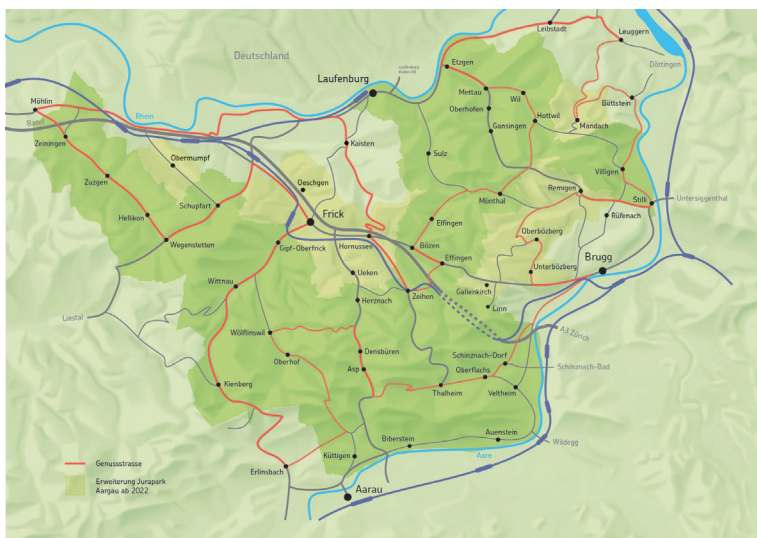 Leibstadt
Leuggern
Deutschland
Etzgen
Döttingen
Laufenburg
Laufenburg
Baden (D)
Mettau
Wil
Böttstein
Oberhofen
Möhlin
Rhein
Hottwil
Gansingen
Mandach
Basel
Zeiningen
Kaisten
Obermumpf
Sulz
Villigen
Zuzgen
Oeschgen
Remigen
Stilli
Untersiggenthal
Schupfart
Mönthal
Hellikon
Frick
Elfingen
Rüfenach
Oberbözberg
Wegenstetten
Gipf-Oberfrick
Hornussen
Bözen
Effingen
Brugg
Unterbözberg
Ueken
Wittnau
Gallenkirch
Zeihen
Herznach
Linn
Liestal
Wölflinswil
A3 Zürich
Densbüren
Schinznach-Dorf
Oberhof
Asp
Oberflachs
Schinznach-Bad
Kienberg
Thalheim
Veltheim
Auenstein
Biberstein
Wildegg
Küttigen
Aare
Genussstrasse
Erlinsbach
Erweiterung Jurapark
Aargau ab 2022
Aarau